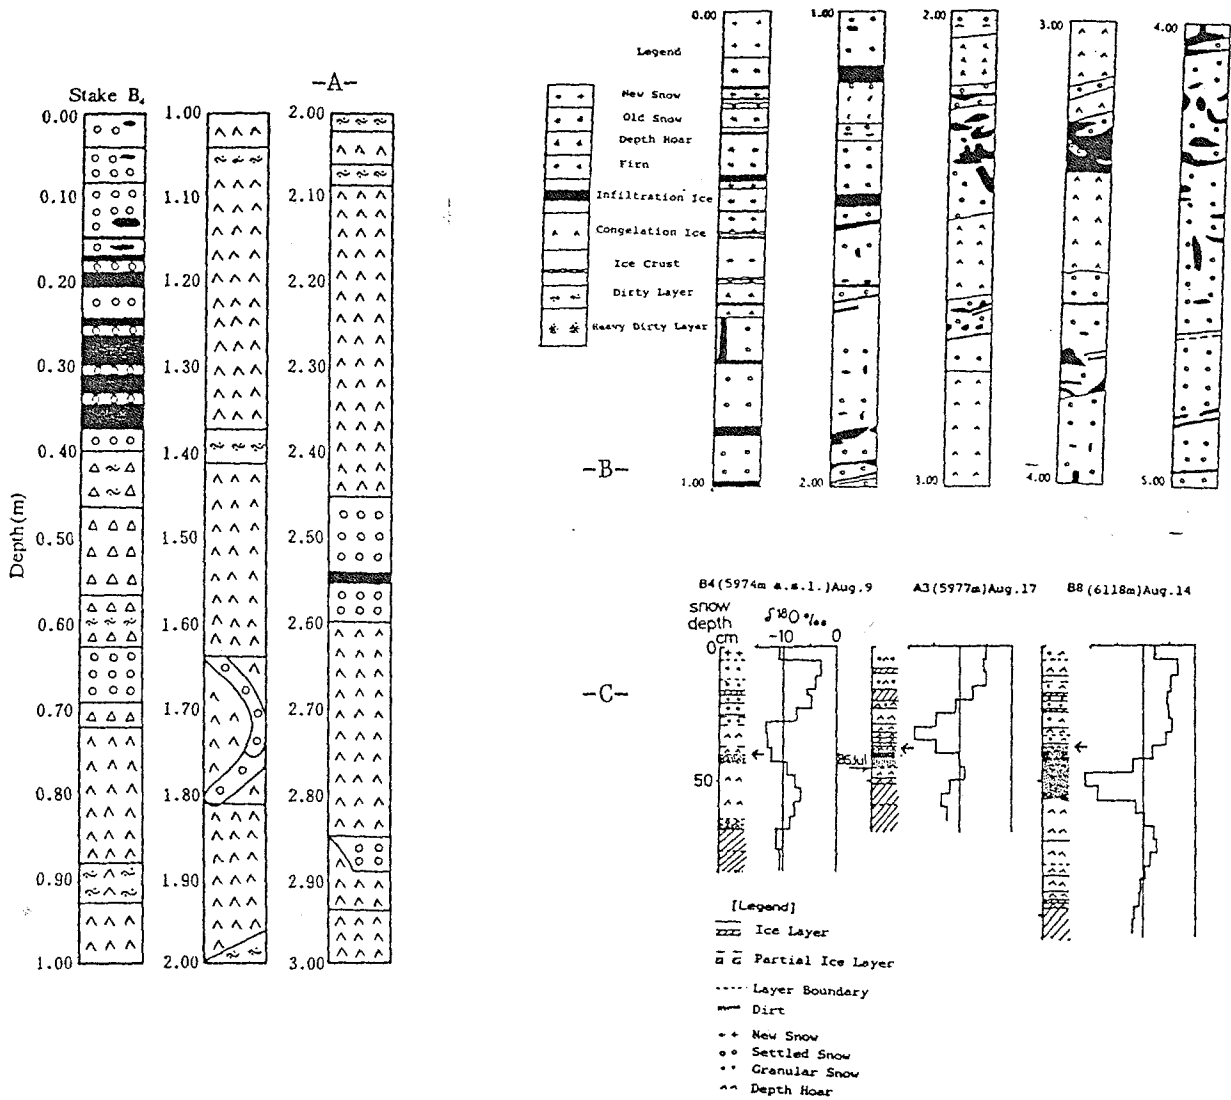 -A-
Stake B4
0.00
0.10
0.20
0.30
0.40
0.50
0.60
0.70
0.80
0.90
1.00
Depth(m)
1.00
1.10
1.20
1.30
1.40
1.50
1.60
1.70
1.80
1.90
2.00
2.00
2.10
2.20
2.30
2.40
2.50
2.60
2.70
2.80
2.90
3.00
Legend
New Snow
Old Snow
Depth Hoar
Firn
Infiltration Ice
Congelation Ice
Ice Crust
Dirty Layer
Heavy Dirty Layer
0.00
1.00
1.00
2.00
2.00
3.00
3.00
4.00
4.00
5.00
-B-
B4(5974m a.s.l.)Aug.9
A3(5977m)Aug.17
B8(6118m)Aug.14
snow
depth
cm
δ18O ‰
-10
0
0
50
85Jul
-C-
[Legend]
Ice Layer
Partial Ice Layer
Layer Boundary
Dirt
New Snow
Settled Snow
Granular Snow
Depth Hoar